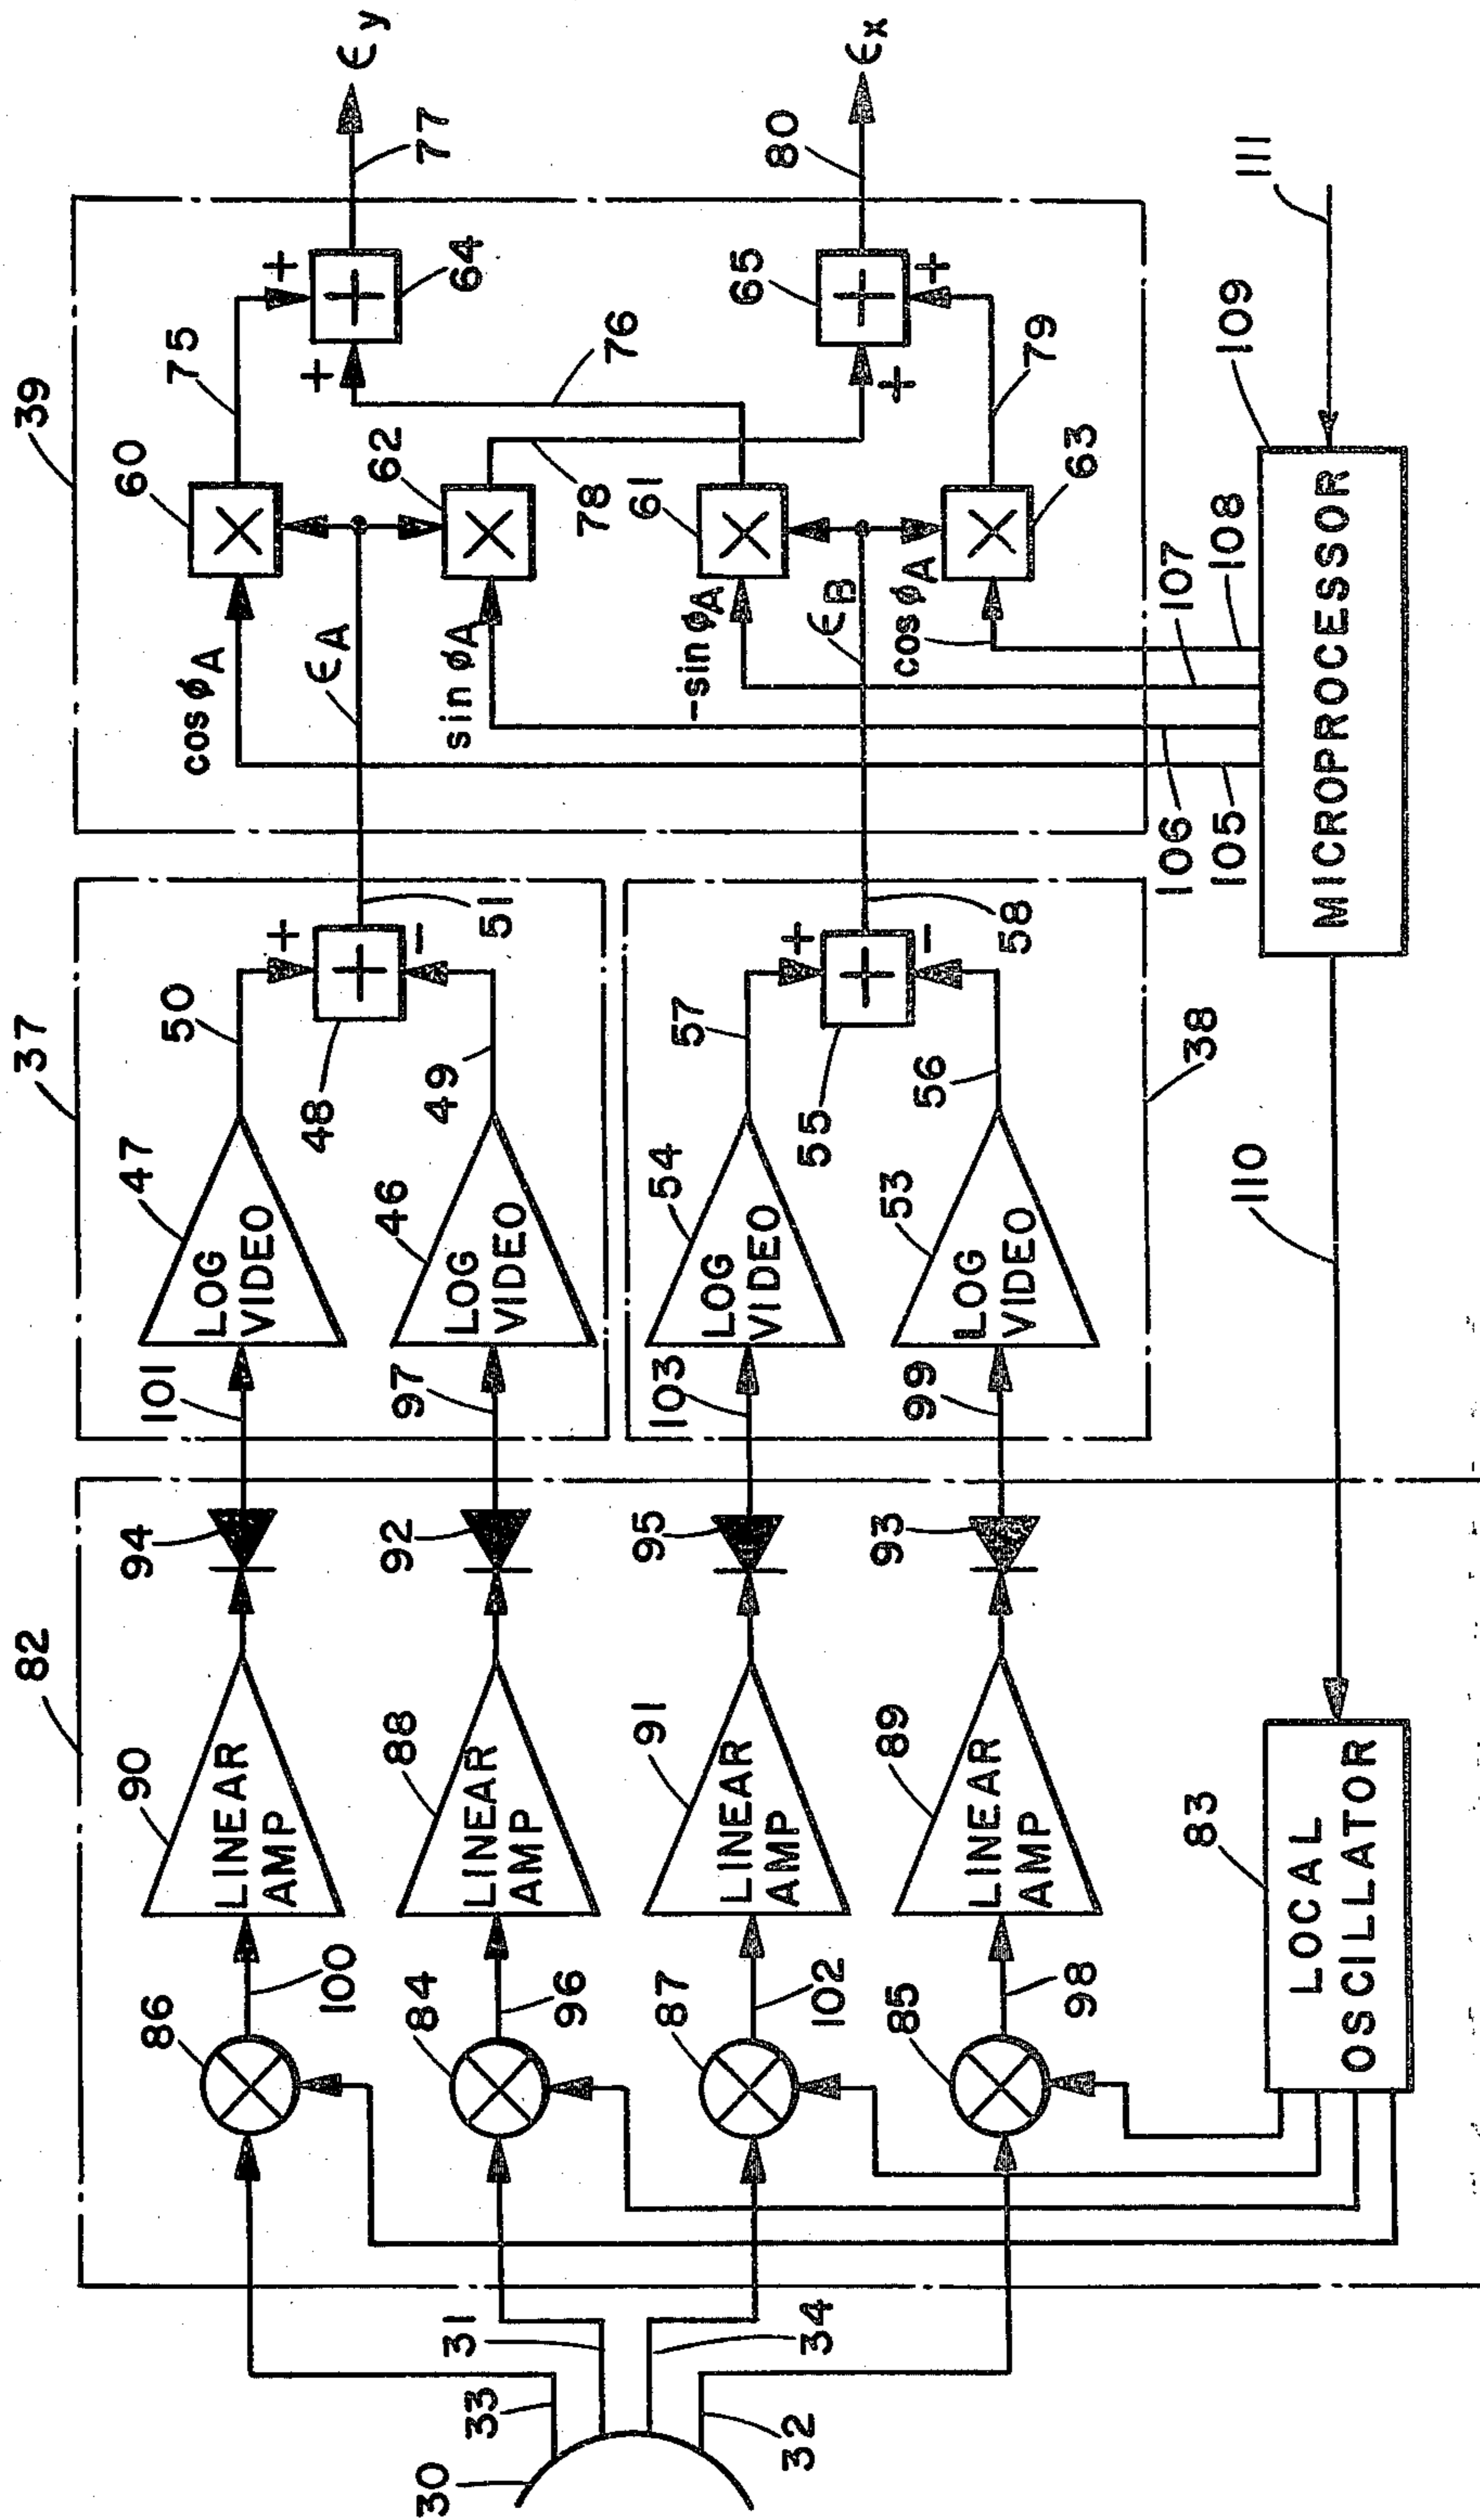 82
37
39
86
90
94
101
47
50
cos φA
60
75
+
ϵy
LINEAR
AMP
LOG
VIDEO
100
48
+
+
−
51
ϵA
+
+
64
77
33
31
84
88
92
97
46
49
sin φA
62
78
76
LINEAR
AMP
LOG
VIDEO
96
30
87
91
95
103
54
57
−sin φA
61
65
80
LINEAR
AMP
LOG
VIDEO
34
102
55
+
+
−
58
ϵB
+
+
+
ϵx
32
85
89
93
99
53
56
cos φA
63
79
LINEAR
AMP
LOG
VIDEO
98
38
106
107
105
108
83
110
109
111
LOCAL
OSCILLATOR
MICROPROCESSOR